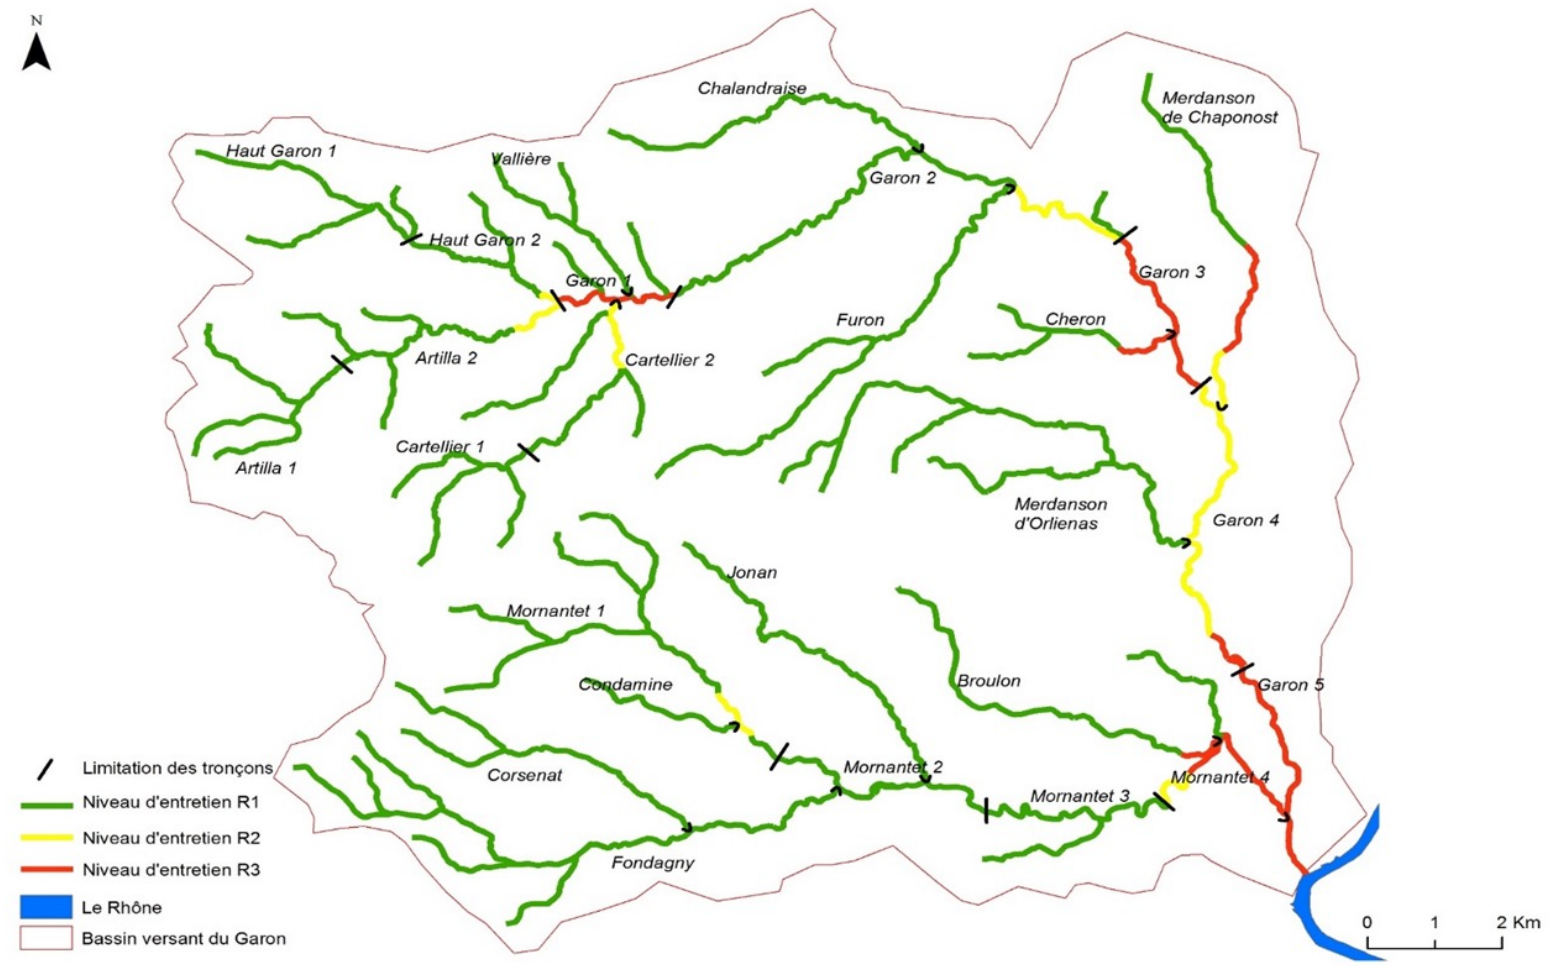 N
Chalandraise
Merdanson
de Chaponost
Haut Garon 1
Vallière
Garon 2
Haut Garon 2
Garon 1
Garon 3
Furon
Cheron
Artilla 2
Cartellier 2
Cartellier 1
Artilla 1
Merdanson
d'Orlienas
Garon 4
Jonan
Mornantet 1
Condamine
Broulon
Garon 5
Corsenat
Mornantet 2
Mornantet 4
Mornantet 3
Fondagny
Limitation des tronçons
Niveau d'entretien R1
Niveau d'entretien R2
Niveau d'entretien R3
Le Rhône
Bassin versant du Garon
0 1 2 Km